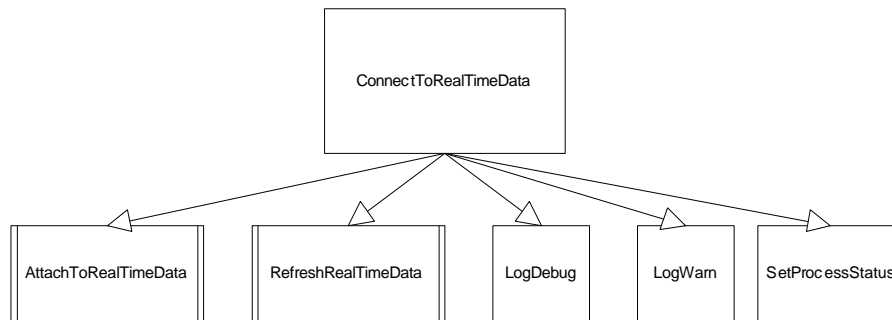 ConnectToRealTimeData
AttachToRealTimeData
RefreshRealTimeData
LogDebug
LogWarn
SetProcessStatus